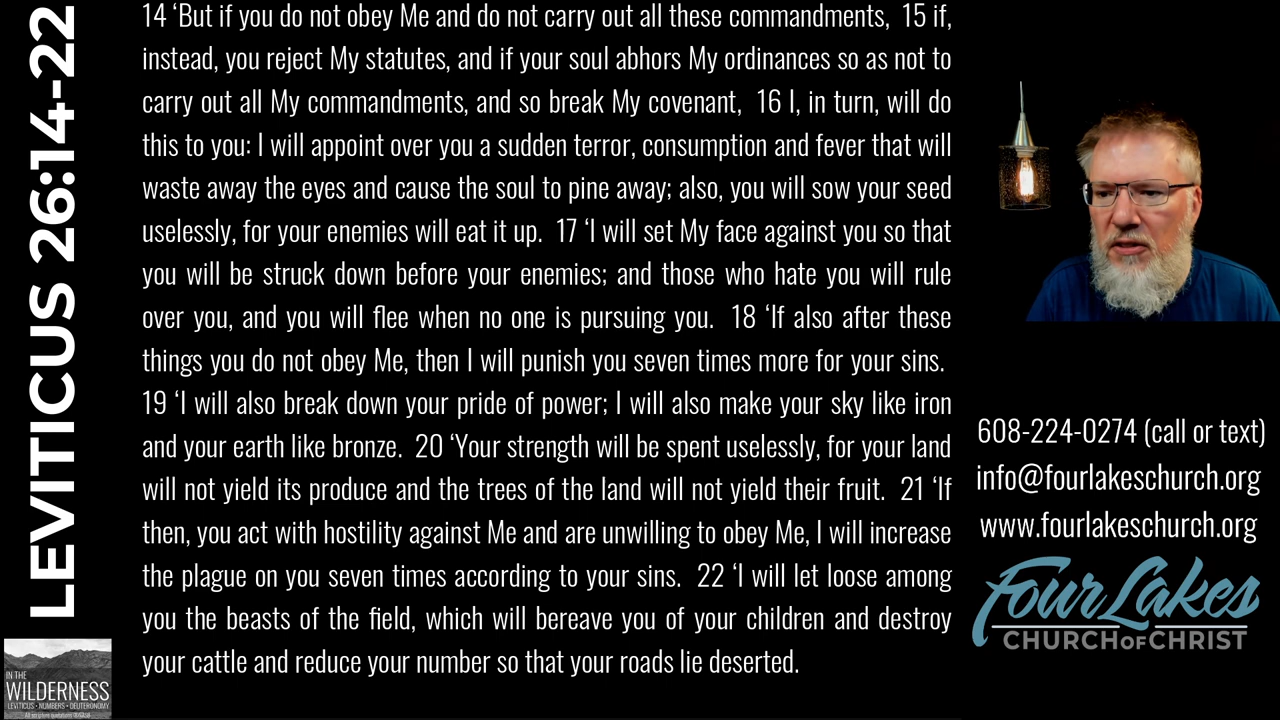 LEVITICUS 26:14-22
14 ‘But if you do not obey Me and do not carry out all these commandments, 15 if,
instead, you reject My statutes, and if your soul abhors My ordinances so as not to
carry out all My commandments, and so break My covenant, 16 I, in turn, will do
this to you: I will appoint over you a sudden terror, consumption and fever that will
waste away the eyes and cause the soul to pine away; also, you will sow your seed
uselessly, for your enemies will eat it up. 17 ‘I will set My face against you so that
you will be struck down before your enemies; and those who hate you will rule
over you, and you will flee when no one is pursuing you. 18 ‘If also after these
things you do not obey Me, then I will punish you seven times more for your sins.
19 ‘I will also break down your pride of power; I will also make your sky like iron
and your earth like bronze. 20 ‘Your strength will be spent uselessly, for your land
will not yield its produce and the trees of the land will not yield their fruit. 21 ‘If
then, you act with hostility against Me and are unwilling to obey Me, I will increase
the plague on you seven times according to your sins. 22 ‘I will let loose among
you the beasts of the field, which will bereave you of your children and destroy
your cattle and reduce your number so that your roads lie deserted.
608-224-0274 (call or text)
info@fourlakeschurch.org
www.fourlakeschurch.org
Four Lakes
CHURCH OF CHRIST
IN THE
WILDERNESS
LEVITICUS • NUMBERS • DEUTERONOMY